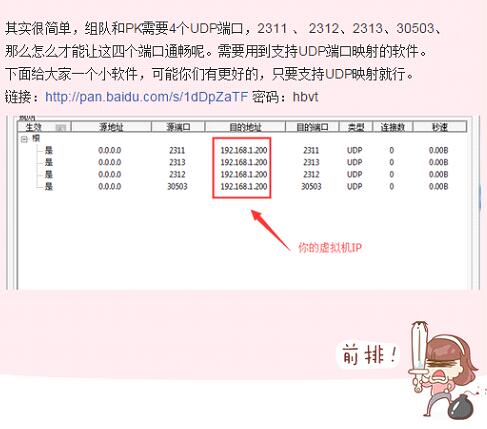 其实很简单，组队和PK需要4个UDP端口，2311 、 2312、2313、30503、
那么怎么才能让这四个端口通畅呢。需要用到支持UDP端口映射的软件。
下面给大家一个小软件，可能你们有更好的，只要支持UDP映射就行。
链接：http://pan.baidu.com/s/1dDpZaTF 密码：hbvt
生效 源地址 源端口 目的地址 目的端口 类型 连接数 秒速
根
是 0.0.0.0 2311 192.168.1.200 2311 UDP 0 0.00B
是 0.0.0.0 2313 192.168.1.200 2313 UDP 0 0.00B
是 0.0.0.0 2312 192.168.1.200 2312 UDP 0 0.00B
是 0.0.0.0 30503 192.168.1.200 30503 UDP 0 0.00B
你的虚拟机IP
前排！